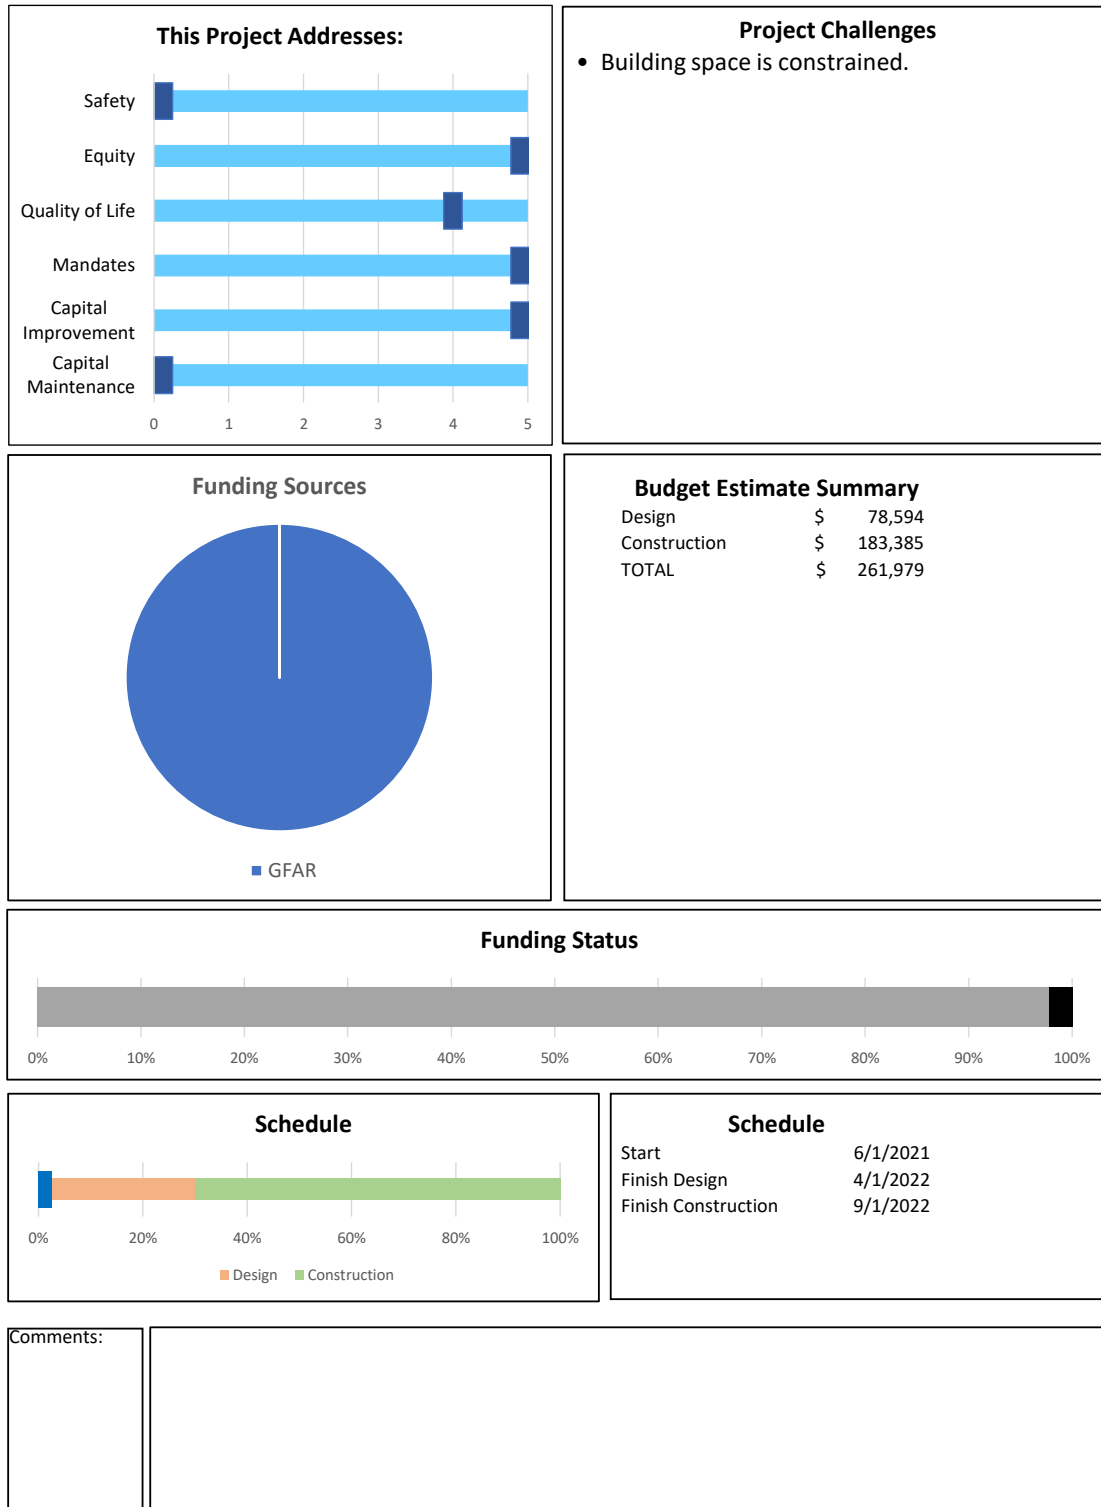 This Project Addresses:
Safety
Equity
Quality of Life
Mandates
Capital
Improvement
Capital
Maintenance
0 1 2 3 4 5
Project Challenges
• Building space is constrained.
Funding Sources
GFAR
Budget Estimate Summary
Design $ 78,594
Construction $ 183,385
TOTAL $ 261,979
Funding Status
0% 10% 20% 30% 40% 50% 60% 70% 80% 90% 100%
Schedule
0% 20% 40% 60% 80% 100%
Design Construction
Schedule
Start 6/1/2021
Finish Design 4/1/2022
Finish Construction 9/1/2022
Comments: